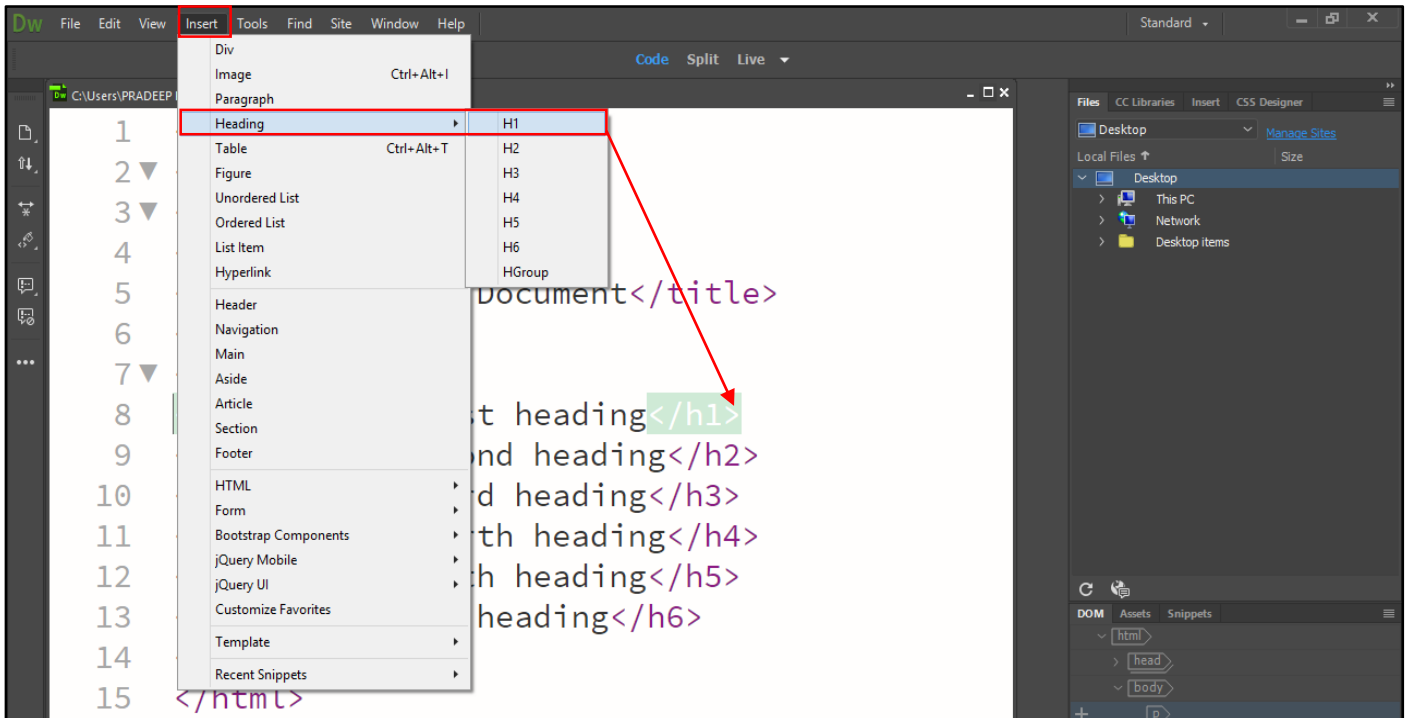 Dw File Edit View Insert Tools Find Site Window Help Standard
Code Split Live
C:\Users\PRADEEP
Div
Image Ctrl+Alt+I
Paragraph
Heading
Table Ctrl+Alt+T
Figure
Unordered List
Ordered List
List Item
Hyperlink
Header
Navigation
Main
Aside
Article
Section
Footer
HTML
Form
Bootstrap Components
jQuery Mobile
jQuery UI
Customize Favorites
Template
Recent Snippets
H1
H2
H3
H4
H5
H6
HGroup
1
2
3
4
5 Document</title>
6
7
8 st heading</h1>
9 ond heading</h2>
10 rd heading</h3>
11 rth heading</h4>
12 th heading</h5>
13 heading</h6>
14
15 </html>
Files CC Libraries Insert CSS Designer
Desktop Manage Sites
Local Files Size
Desktop
This PC
Network
Desktop items
DOM Assets Snippets
html
head
body
p